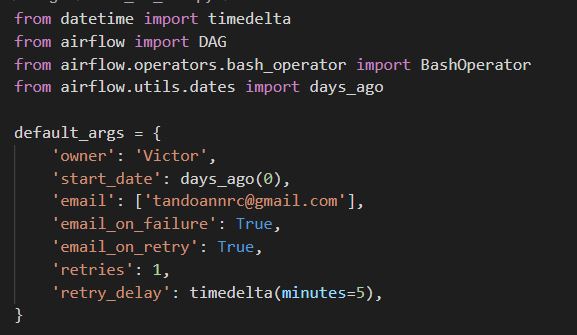 from datetime import timedelta
from airflow import DAG
from airflow.operators.bash_operator import BashOperator
from airflow.utils.dates import days_ago
default_args = {
'owner': 'Victor',
'start_date': days_ago(0),
'email': ['tandoannrc@gmail.com'],
'email_on_failure': True,
'email_on_retry': True,
'retries': 1,
'retry_delay': timedelta(minutes=5),
}